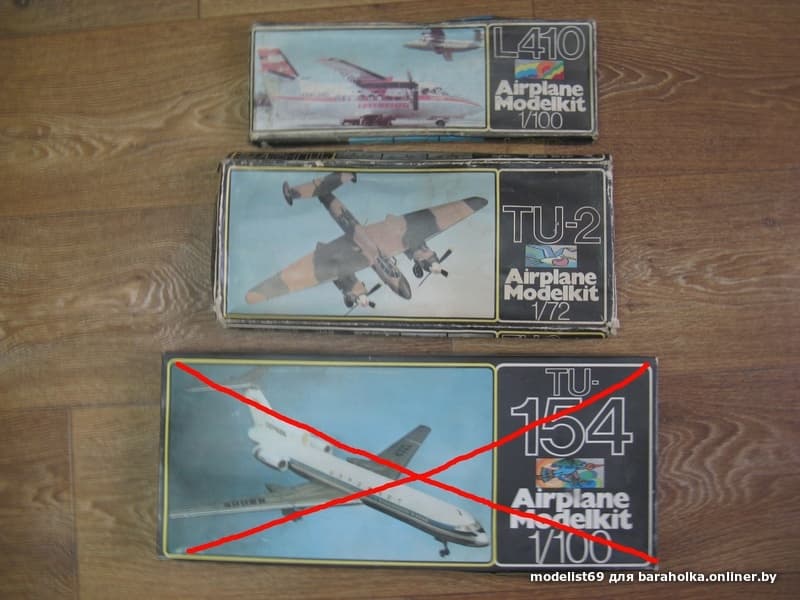 L410
Airplane
Modelkit
1/100
TU-2
Airplane
Modelkit
1/72
TU-
154
Airplane
Modelkit
1/100
modelist69 для baraholka.onliner.by